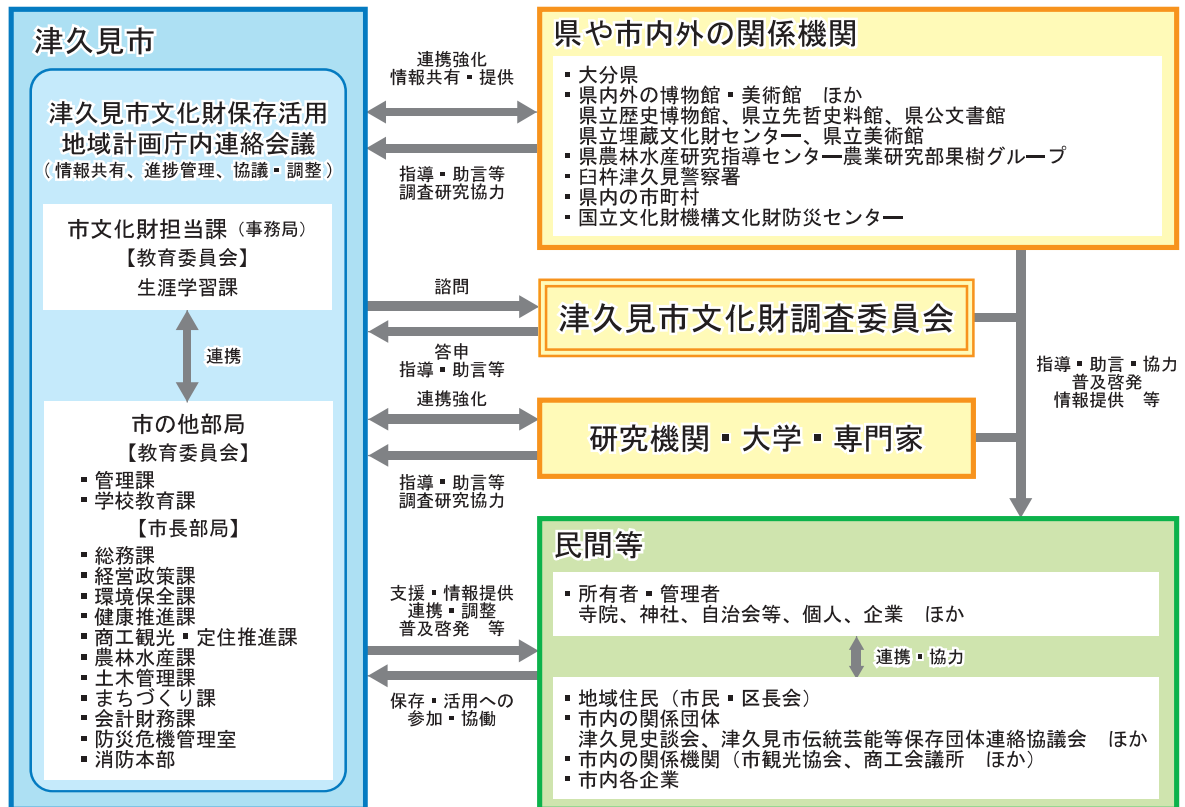 津久見市
津久見市文化財保存活用
地域計画庁内連絡会議
（情報共有、進捗管理、協議・調整）
市文化財担当課（事務局）
【教育委員会】
生涯学習課
連携
市の他部局
【教育委員会】
▪管理課
▪学校教育課
【市長部局】
▪総務課
▪経営政策課
▪環境保全課
▪健康推進課
▪商工観光・定住推進課
▪農林水産課
▪土木管理課
▪まちづくり課
▪会計財務課
▪防災危機管理室
▪消防本部
連携強化
情報共有・提供
指導・助言等
調査研究協力
諮問
答申
指導・助言等
連携強化
指導・助言等
調査研究協力
支援・情報提供
連携・調整
普及啓発　等
保存・活用への
参加・協働
県や市内外の関係機関
▪大分県
▪県内外の博物館・美術館　ほか
県立歴史博物館、県立先哲史料館、県公文書館
県立埋蔵文化財センター、県立美術館
▪県農林水産研究指導センター農業研究部果樹グループ
▪臼杵津久見警察署
▪県内の市町村
▪国立文化財機構文化財防災センター
津久見市文化財調査委員会
研究機関・大学・専門家
指導・助言・協力
普及啓発
情報提供　等
民間等
▪所有者・管理者
寺院、神社、自治会等、個人、企業　ほか
連携・協力
▪地域住民（市民・区長会）
▪市内の関係団体
津久見史談会、津久見市伝統芸能等保存団体連絡協議会　ほか
▪市内の関係機関（市観光協会、商工会議所　ほか）
▪市内各企業